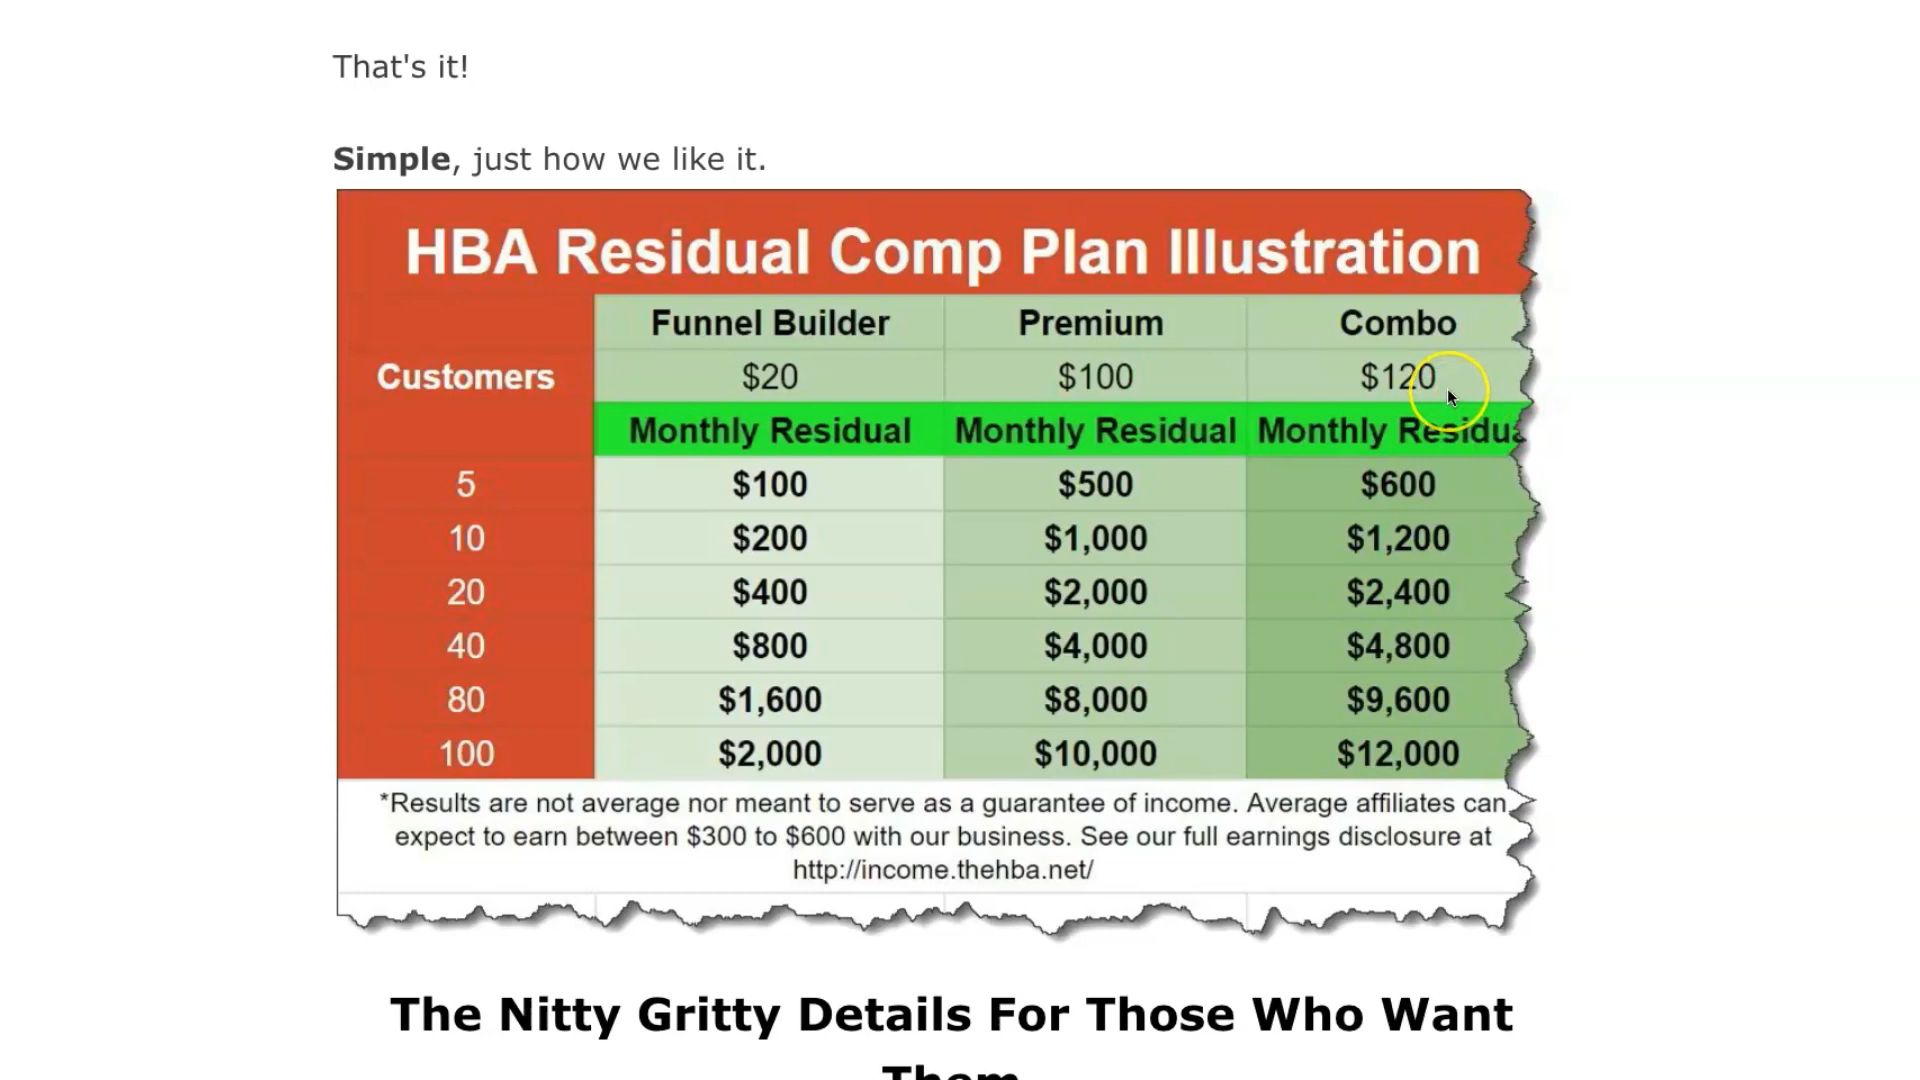 That's it!
Simple, just how we like it.
HBA Residual Comp Plan Illustration
Funnel Builder Premium Combo
Customers $20 $100 $120
Monthly Residual Monthly Residual Monthly Residua
5 $100 $500 $600
10 $200 $1,000 $1,200
20 $400 $2,000 $2,400
40 $800 $4,000 $4,800
80 $1,600 $8,000 $9,600
100 $2,000 $10,000 $12,000
*Results are not average nor meant to serve as a guarantee of income. Average affiliates can
expect to earn between $300 to $600 with our business. See our full earnings disclosure at
http://income.thehba.net/
The Nitty Gritty Details For Those Who Want
Them